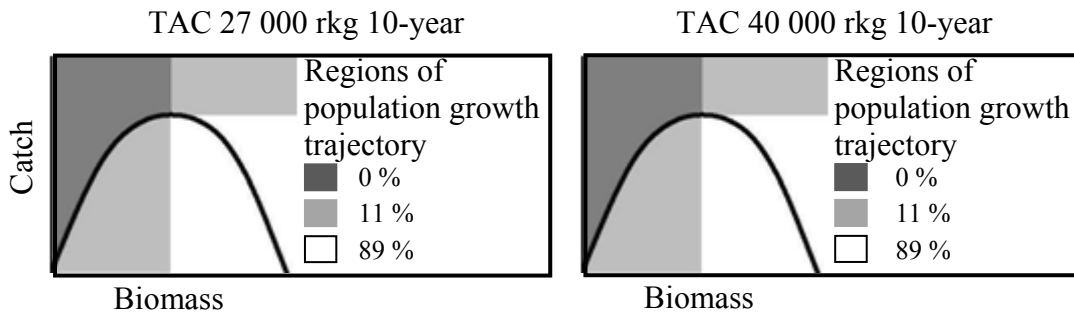 TAC 27 000 rkg 10-year
TAC 40 000 rkg 10-year
Catch
Regions of
population growth
trajectory
0 %
11 %
89 %
Biomass
Regions of
population growth
trajectory
0 %
11 %
89 %
Biomass